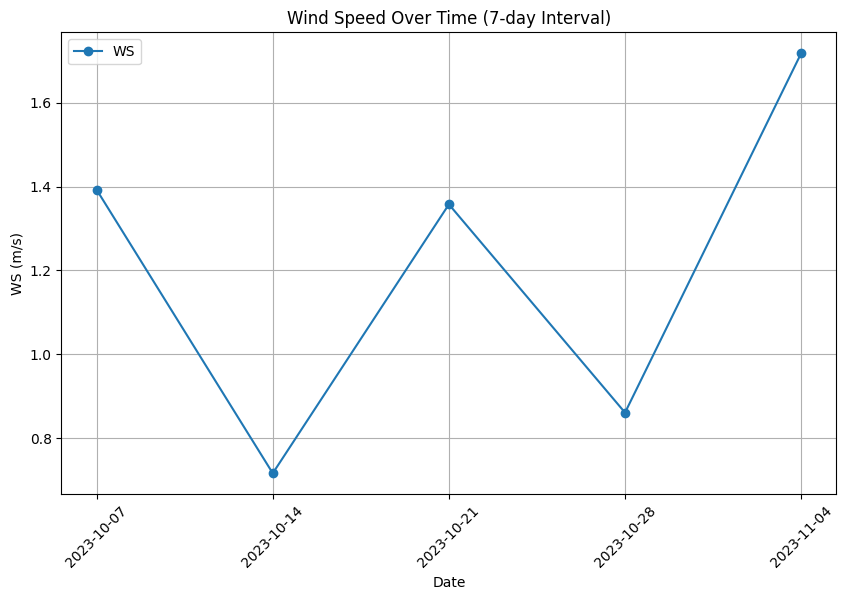 Wind Speed Over Time (7-day Interval)
WS
1.6
1.4
1.2
1.0
0.8
WS (m/s)
2023-10-07
2023-10-14
2023-10-21
2023-10-28
2023-11-04
Date